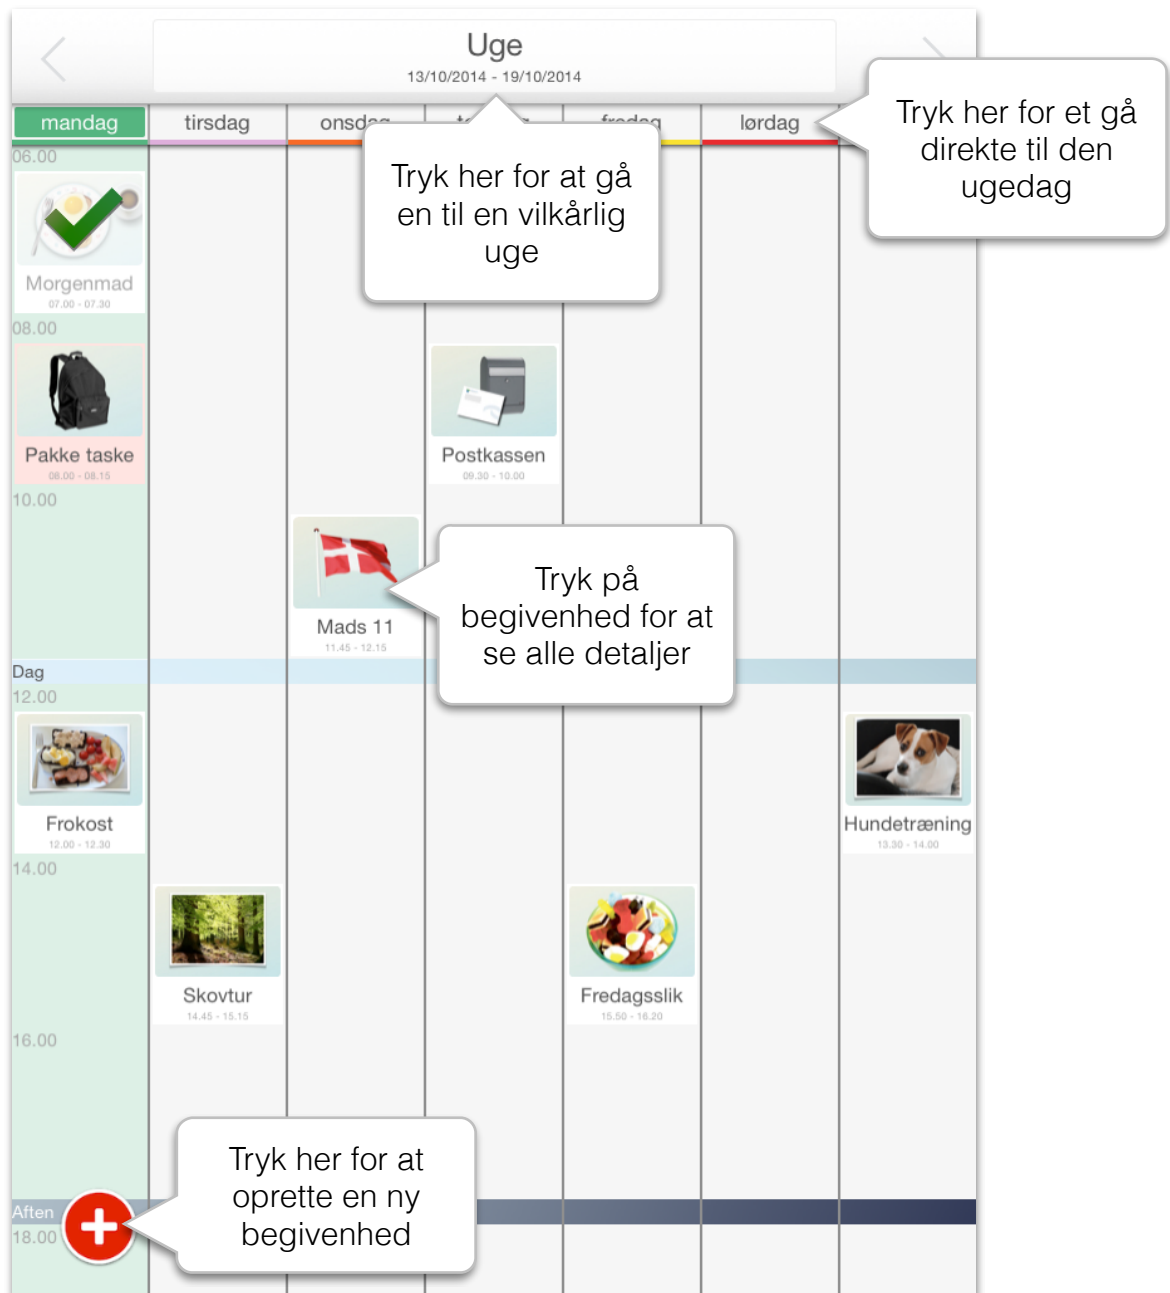 Uge
13/10/2014 - 19/10/2014
mandag
tirsdag
lørdag
Tryk her for et gå
direkte til den
ugedag
Tryk her for at gå
en til en vilkårlig
uge
06.00
Morgenmad
07.00 - 07.30
08.00
Pakke taske
08.00 - 08.15
Postkassen
09.30 - 10.00
10.00
Mads 11
11.45 - 12.15
Tryk på
begivenhed for at
se alle detaljer
Dag
12.00
Frokost
12.00 - 12.30
Hundetræning
13.30 - 14.00
14.00
Skovtur
14.45 - 15.15
Fredagsslik
15.50 - 16.20
16.00
Tryk her for at
oprette en ny
begivenhed
Aften
18.00